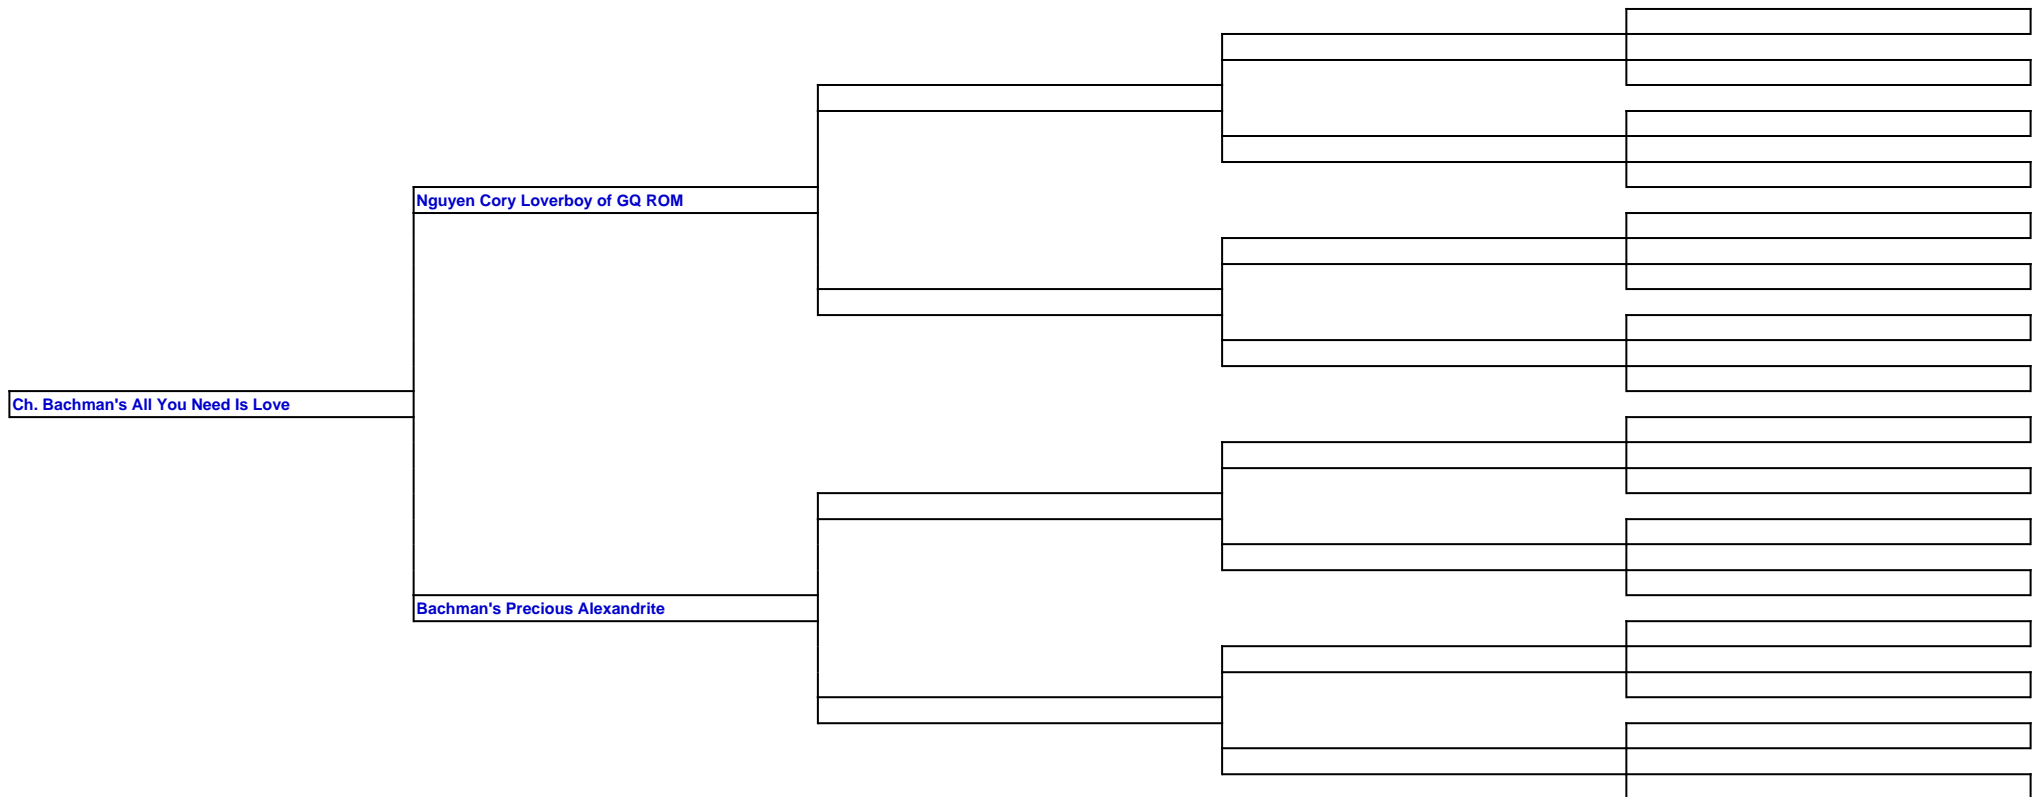 Nguyen Cory Loverboy of GQ ROM
Ch. Bachman's All You Need Is Love
Bachman's Precious Alexandrite